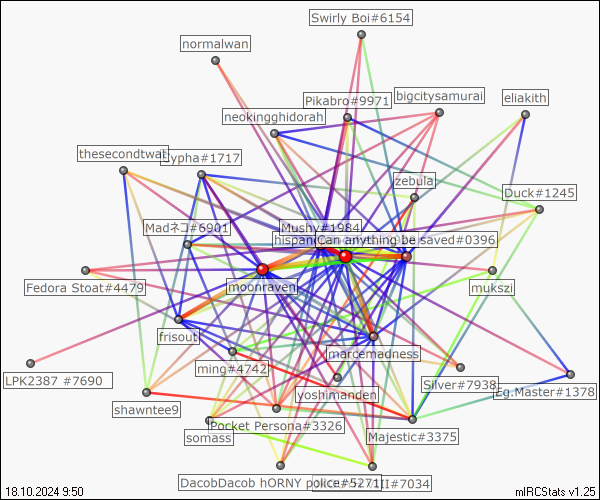 Swirly Boi#6154
normalwan
bigcitysamurai
eliakith
Pikabro#9971
neokingghidorah
thesecondtwat
Cypha#1717
zebula
Duck#1245
Madネコ#6901
Mushy#1984
hispan
Can anything be saved#0396
Fedora Stoat#4479
moonraven
mukszi
frisout
marcemadness
ming#4742
LPK2387 #7690
Silver#7938
Eg.Master#1378
yoshimanden
shawntee9
Pocket Persona#3326
somass
Majestic#3375
DacobDacob hORNY police#5271
#7034
18.10.2024 9:50
mIRCStats v1.25